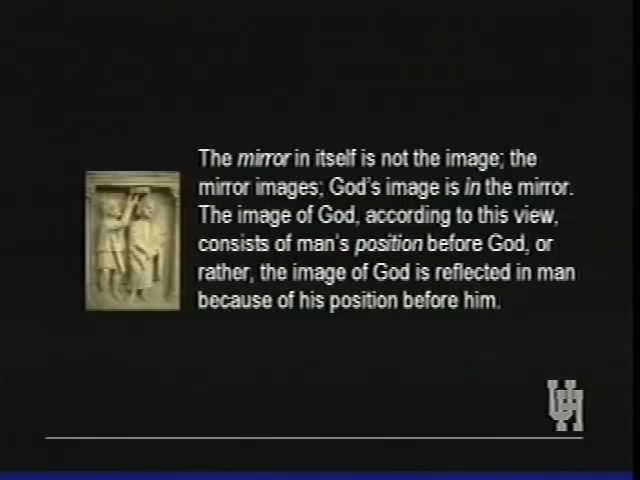 The mirror in itself is not the image; the
mirror images; God's image is in the mirror.
The image of God, according to this view,
consists of man's position before God, or
rather, the image of God is reflected in man
because of his position before him.
UH